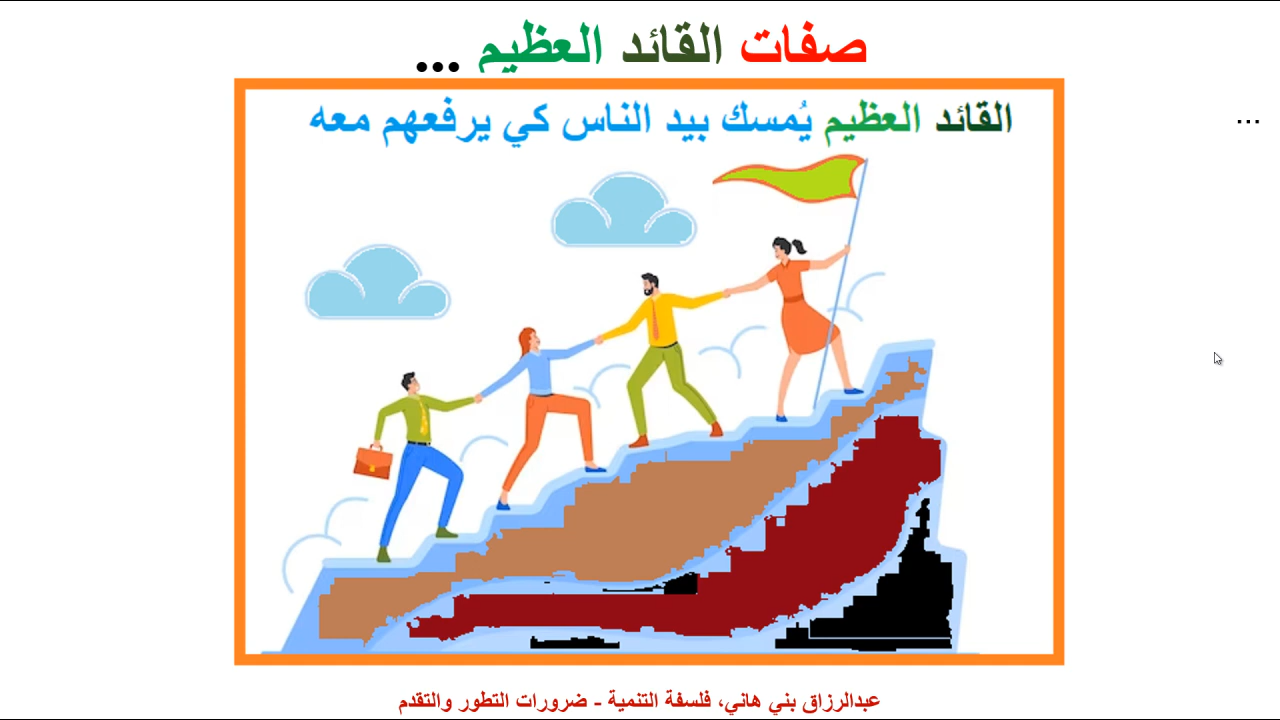 صفات القائد العظيم ...
القائد العظيم يُمسك بيد الناس كي يرفعهم معه
...
عبدالرزاق بني هاني، فلسفة التنمية - ضرورات التطور والتقدم